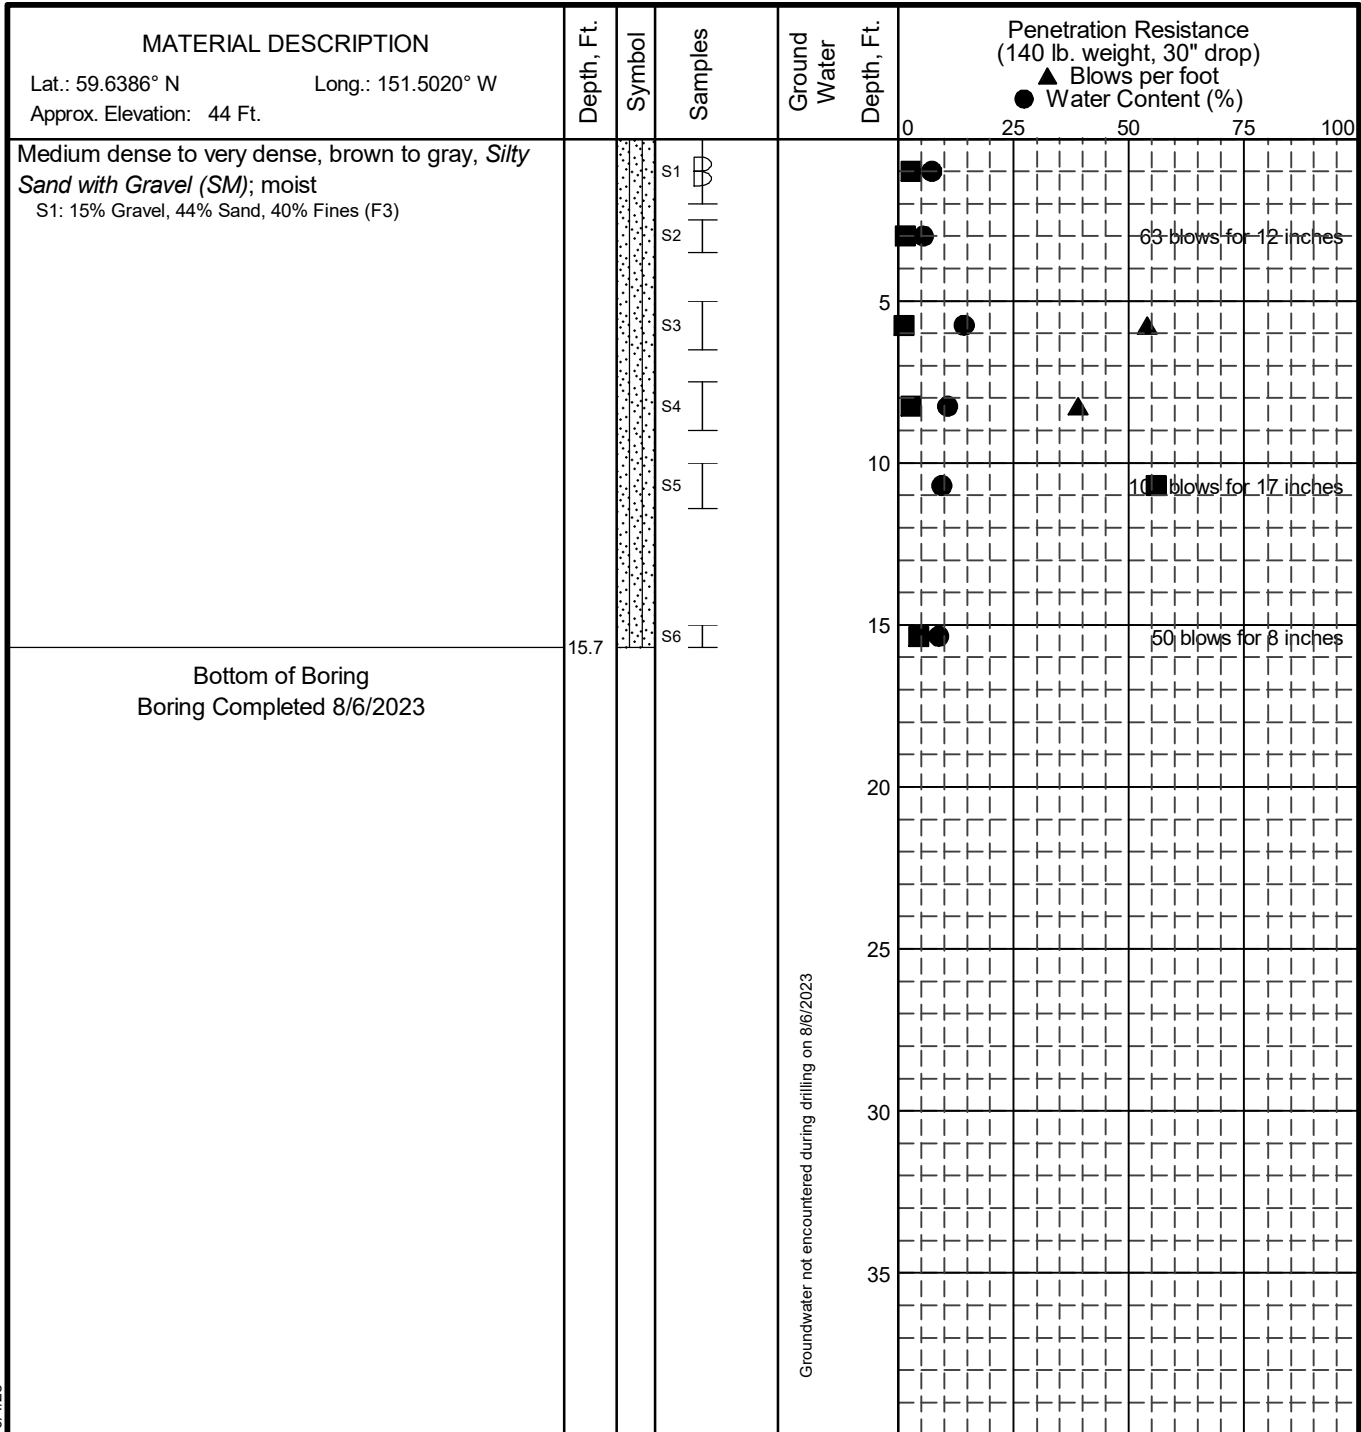 MATERIAL DESCRIPTION
Lat.: 59.6386° N Long.: 151.5020° W
Approx. Elevation: 44 Ft.
Depth, Ft.
Symbol
Samples
Ground
Water
Depth, Ft.
Penetration Resistance
(140 lb. weight, 30" drop)
▲ Blows per foot
● Water Content (%)
0 25 50 75 100
Medium dense to very dense, brown to gray, Silty
Sand with Gravel (SM); moist
S1: 15% Gravel, 44% Sand, 40% Fines (F3)
S1
S2
63 blows for 12 inches
5
S3
S4
10
S5
blows for 17 inches
15
S6
50 blows for 8 inches
15.7
Bottom of Boring
Boring Completed 8/6/2023
20
25
30
35
Groundwater not encountered during drilling on 8/6/2023